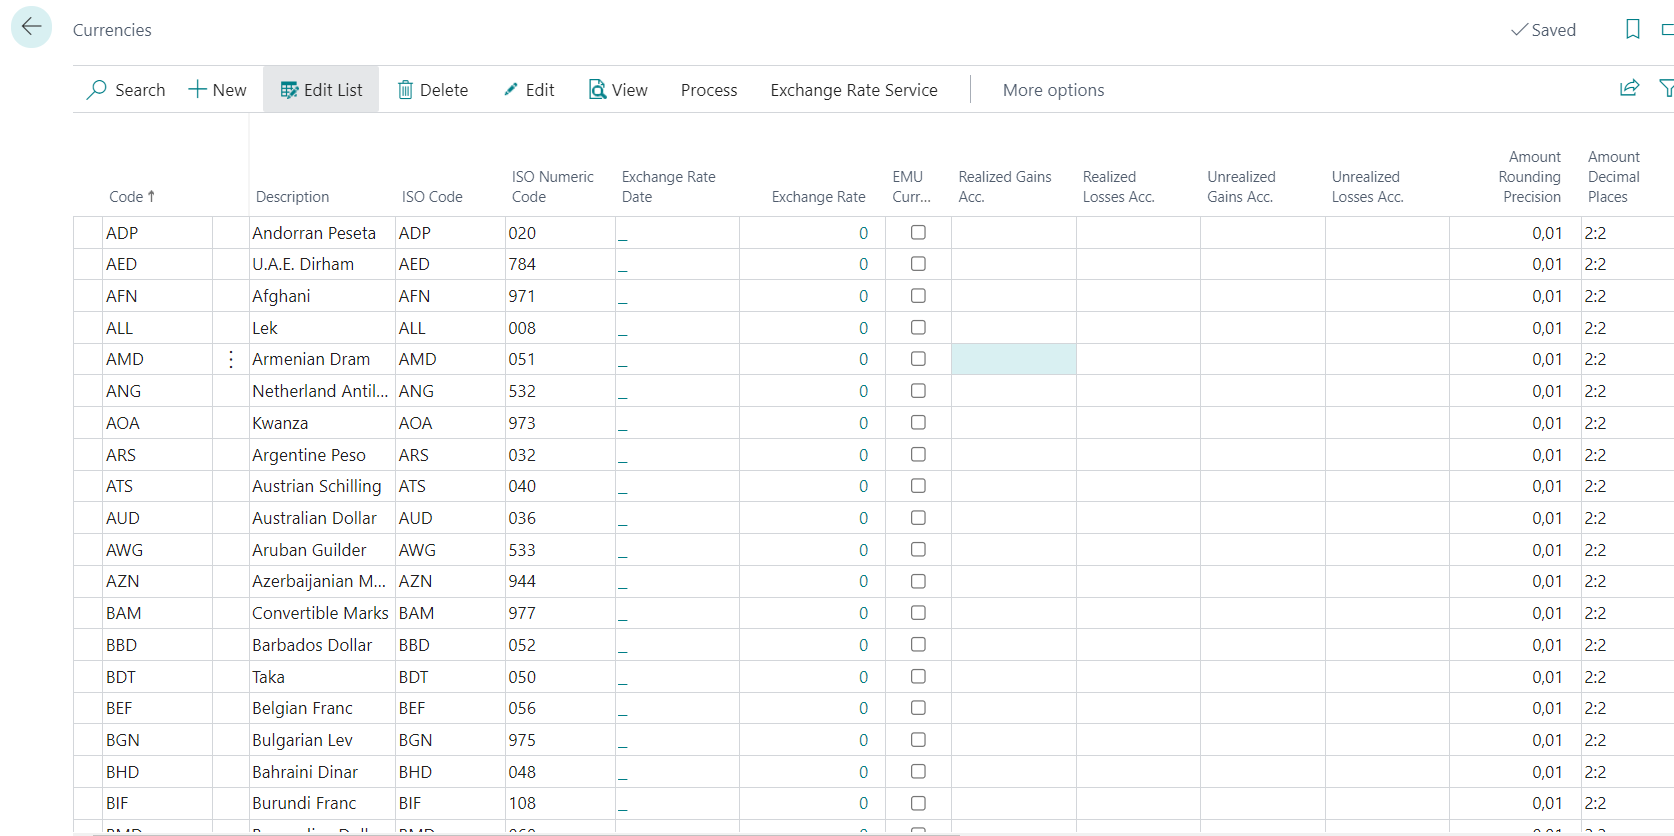 Currencies
Saved
Search New Edit List Delete Edit View Process Exchange Rate Service More options
Code ↑ Description ISO Code ISO Numeric Code Exchange Rate Date Exchange Rate EMU Curr... Realized Gains Acc. Realized Losses Acc. Unrealized Gains Acc. Unrealized Losses Acc. Amount Rounding Precision Amount Decimal Places
ADP Andorran Peseta ADP 020 _ 0 0,01 2:2
AED U.A.E. Dirham AED 784 _ 0 0,01 2:2
AFN Afghani AFN 971 _ 0 0,01 2:2
ALL Lek ALL 008 _ 0 0,01 2:2
AMD Armenian Dram AMD 051 _ 0 0,01 2:2
ANG Netherland Antil... ANG 532 _ 0 0,01 2:2
AOA Kwanza AOA 973 _ 0 0,01 2:2
ARS Argentine Peso ARS 032 _ 0 0,01 2:2
ATS Austrian Schilling ATS 040 _ 0 0,01 2:2
AUD Australian Dollar AUD 036 _ 0 0,01 2:2
AWG Aruban Guilder AWG 533 _ 0 0,01 2:2
AZN Azerbaijanian M... AZN 944 _ 0 0,01 2:2
BAM Convertible Marks BAM 977 _ 0 0,01 2:2
BBD Barbados Dollar BBD 052 _ 0 0,01 2:2
BDT Taka BDT 050 _ 0 0,01 2:2
BEF Belgian Franc BEF 056 _ 0 0,01 2:2
BGN Bulgarian Lev BGN 975 _ 0 0,01 2:2
BHD Bahraini Dinar BHD 048 _ 0 0,01 2:2
BIF Burundi Franc BIF 108 _ 0 0,01 2:2